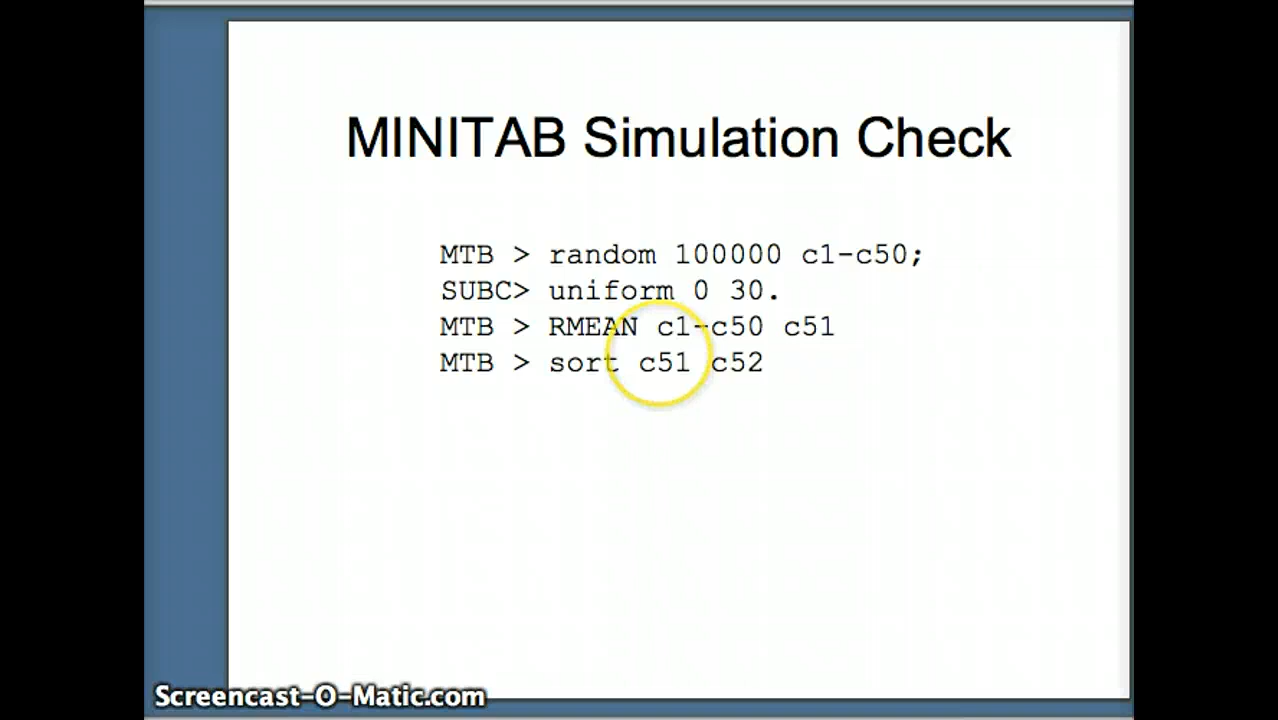 MINITAB Simulation Check
MTB > random 100000 c1-c50;
SUBC> uniform 0 30.
MTB > RMEAN c1-c50 c51
MTB > sort c51 c52
Screencast-O-Matic.com